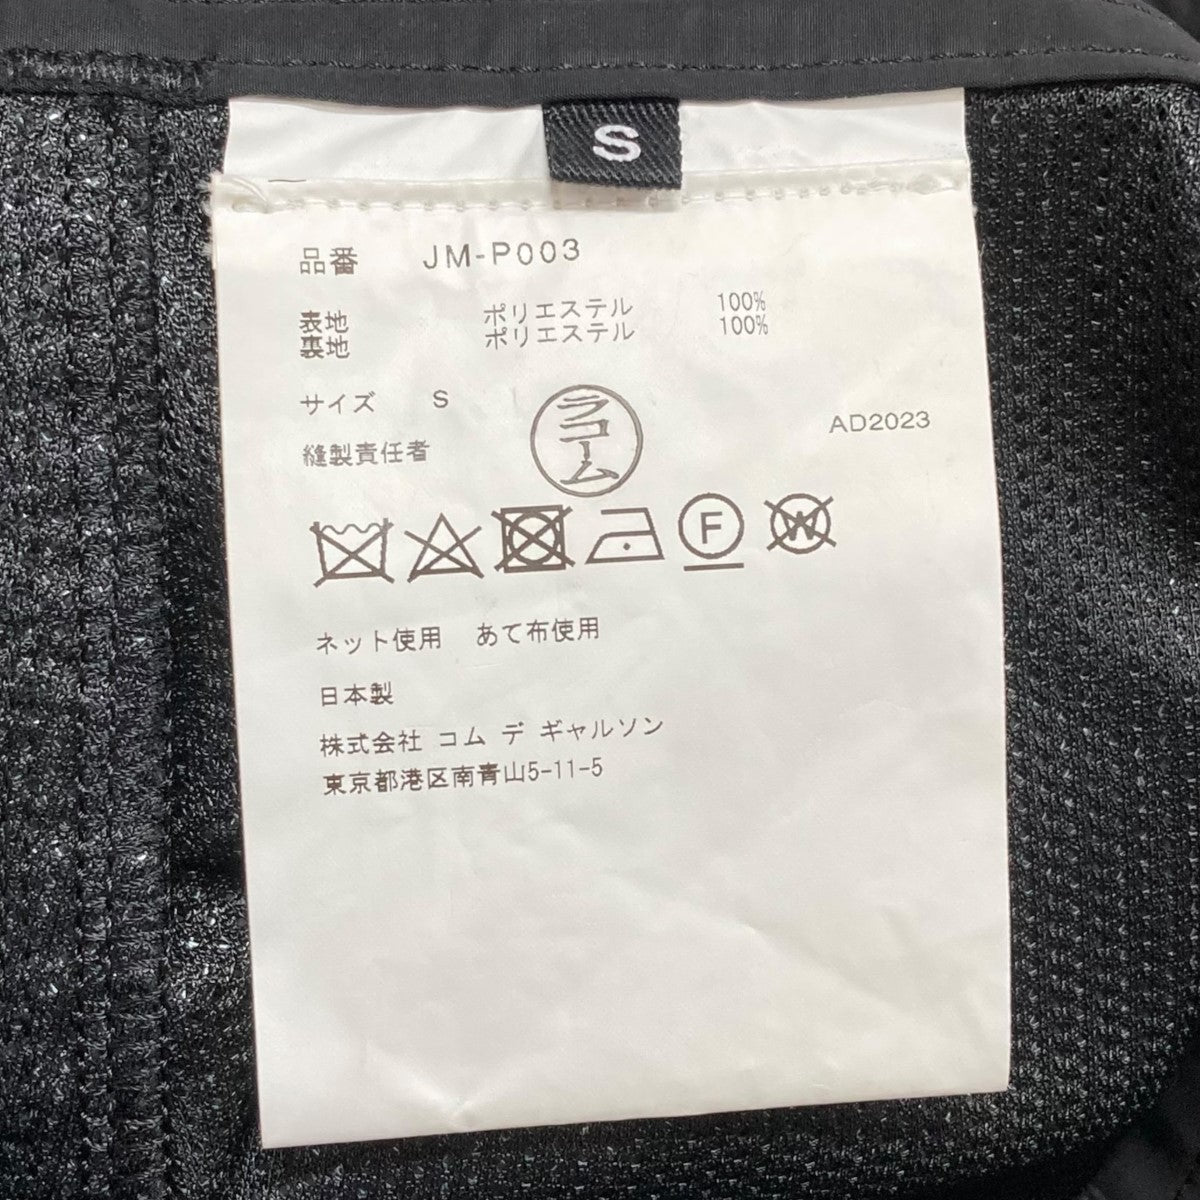 S
品番 JM-P003
表地 ポリエステル 100%
裏地 ポリエステル 100%
サイズ S
縫製責任者 ラコーム AD2023
F W
ネット使用 あて布使用
日本製
株式会社 コム デ ギャルソン
東京都港区南青山5-11-5